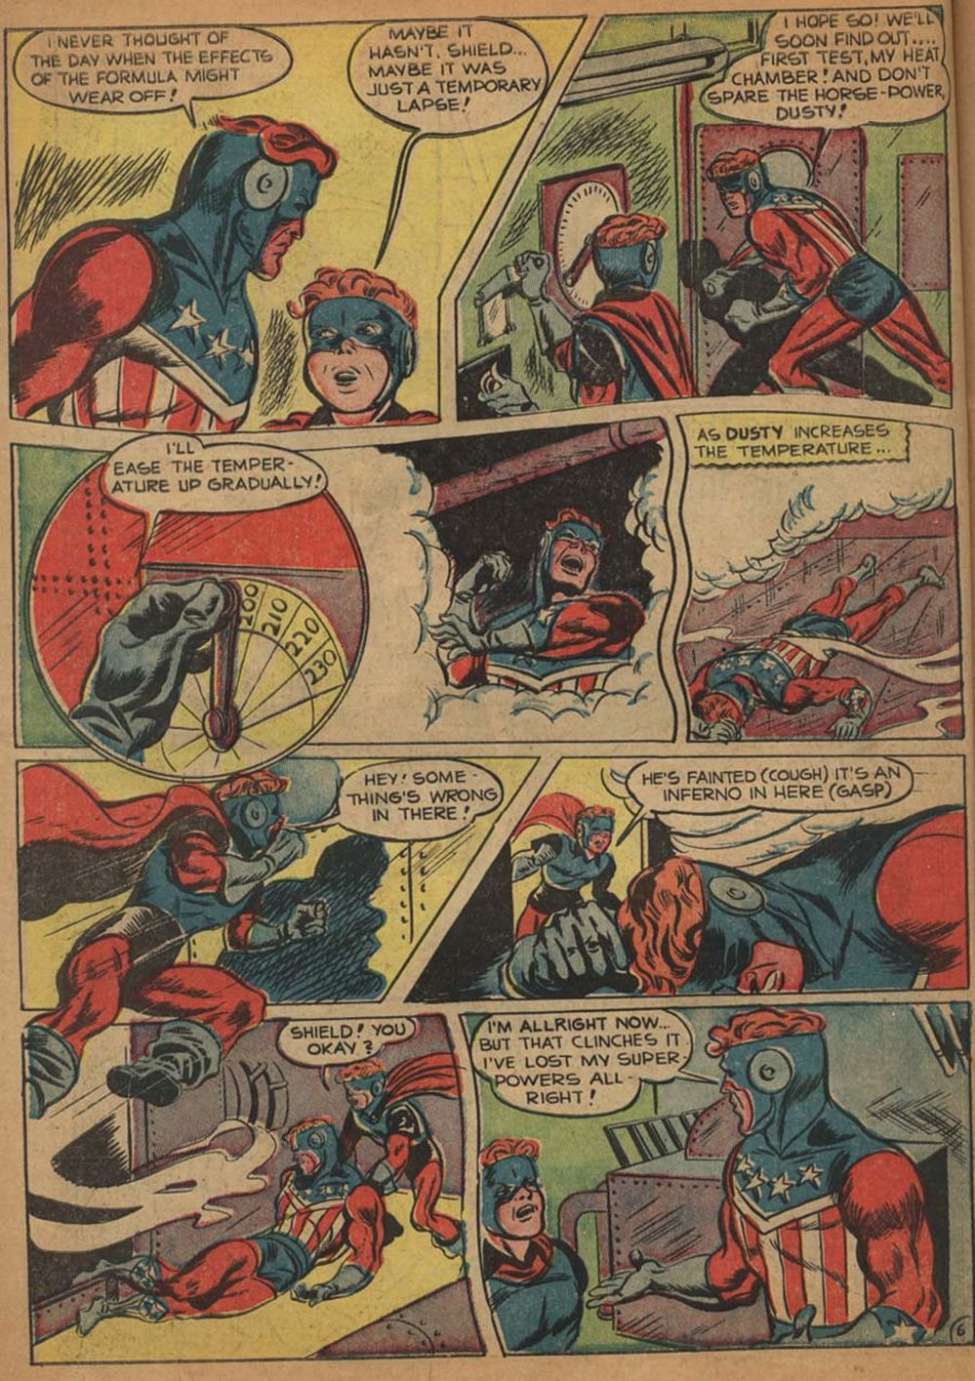 I NEVER THOUGHT OF
THE DAY WHEN THE EFFECTS
OF THE FORMULA MIGHT
WEAR OFF!
MAYBE IT
HASN'T, SHIELD...
MAYBE IT WAS
JUST A TEMPORARY
LAPSE!
I HOPE SO! WE'LL
SOON FIND OUT....
FIRST TEST, MY HEAT
CHAMBER! AND DON'T
SPARE THE HORSE-POWER,
DUSTY!
I'LL
EASE THE TEMPER-
ATURE UP GRADUALLY!
200
210
220
230
AS DUSTY INCREASES
THE TEMPERATURE...
HEY! SOME-
THING'S WRONG
IN THERE!
HE'S FAINTED (COUGH) IT'S AN
INFERNO IN HERE (GASP)
SHIELD! YOU
OKAY?
I'M ALLRIGHT NOW...
BUT THAT CLINCHES IT.
I'VE LOST MY SUPER-
POWERS ALL-
RIGHT!
6